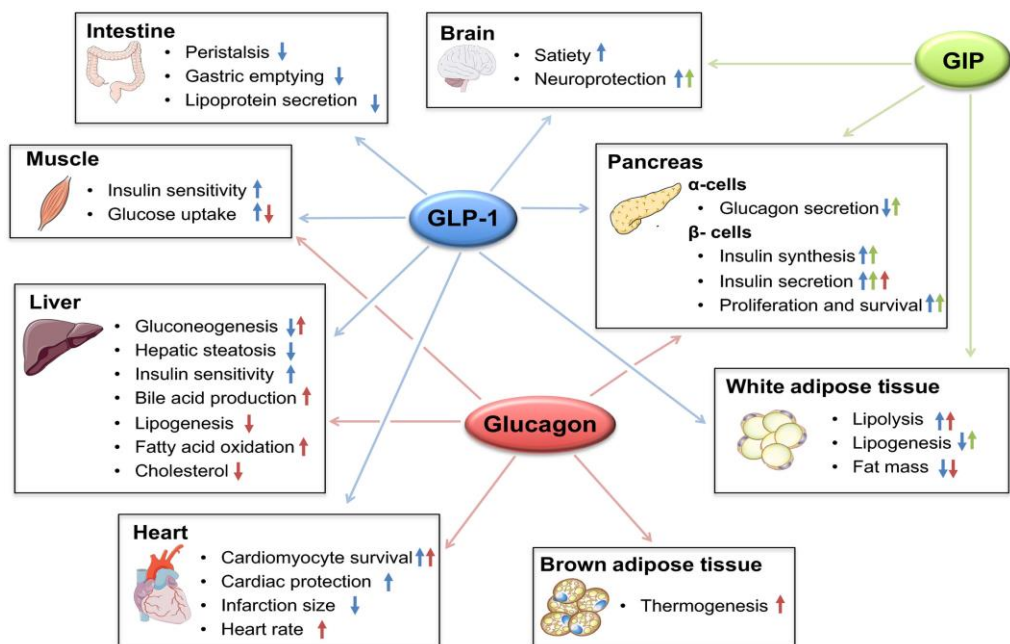 Intestine
• Peristalsis ↓
• Gastric emptying ↓
• Lipoprotein secretion ↓
Brain
• Satiety ↑
• Neuroprotection ↑↑
GIP
Muscle
• Insulin sensitivity ↑
• Glucose uptake ↑↓
GLP-1
Pancreas
α-cells
• Glucagon secretion ↓↑
β- cells
• Insulin synthesis ↑↑
• Insulin secretion ↑↑↑
• Proliferation and survival ↑↑
Liver
• Gluconeogenesis ↓↑
• Hepatic steatosis ↓
• Insulin sensitivity ↑
• Bile acid production ↑
• Lipogenesis ↓
• Fatty acid oxidation ↑
• Cholesterol ↓
Glucagon
White adipose tissue
• Lipolysis ↑↑
• Lipogenesis ↓↑
• Fat mass ↓↓
Heart
• Cardiomyocyte survival ↑↑
• Cardiac protection ↑
• Infarction size ↓
• Heart rate ↑
Brown adipose tissue
• Thermogenesis ↑